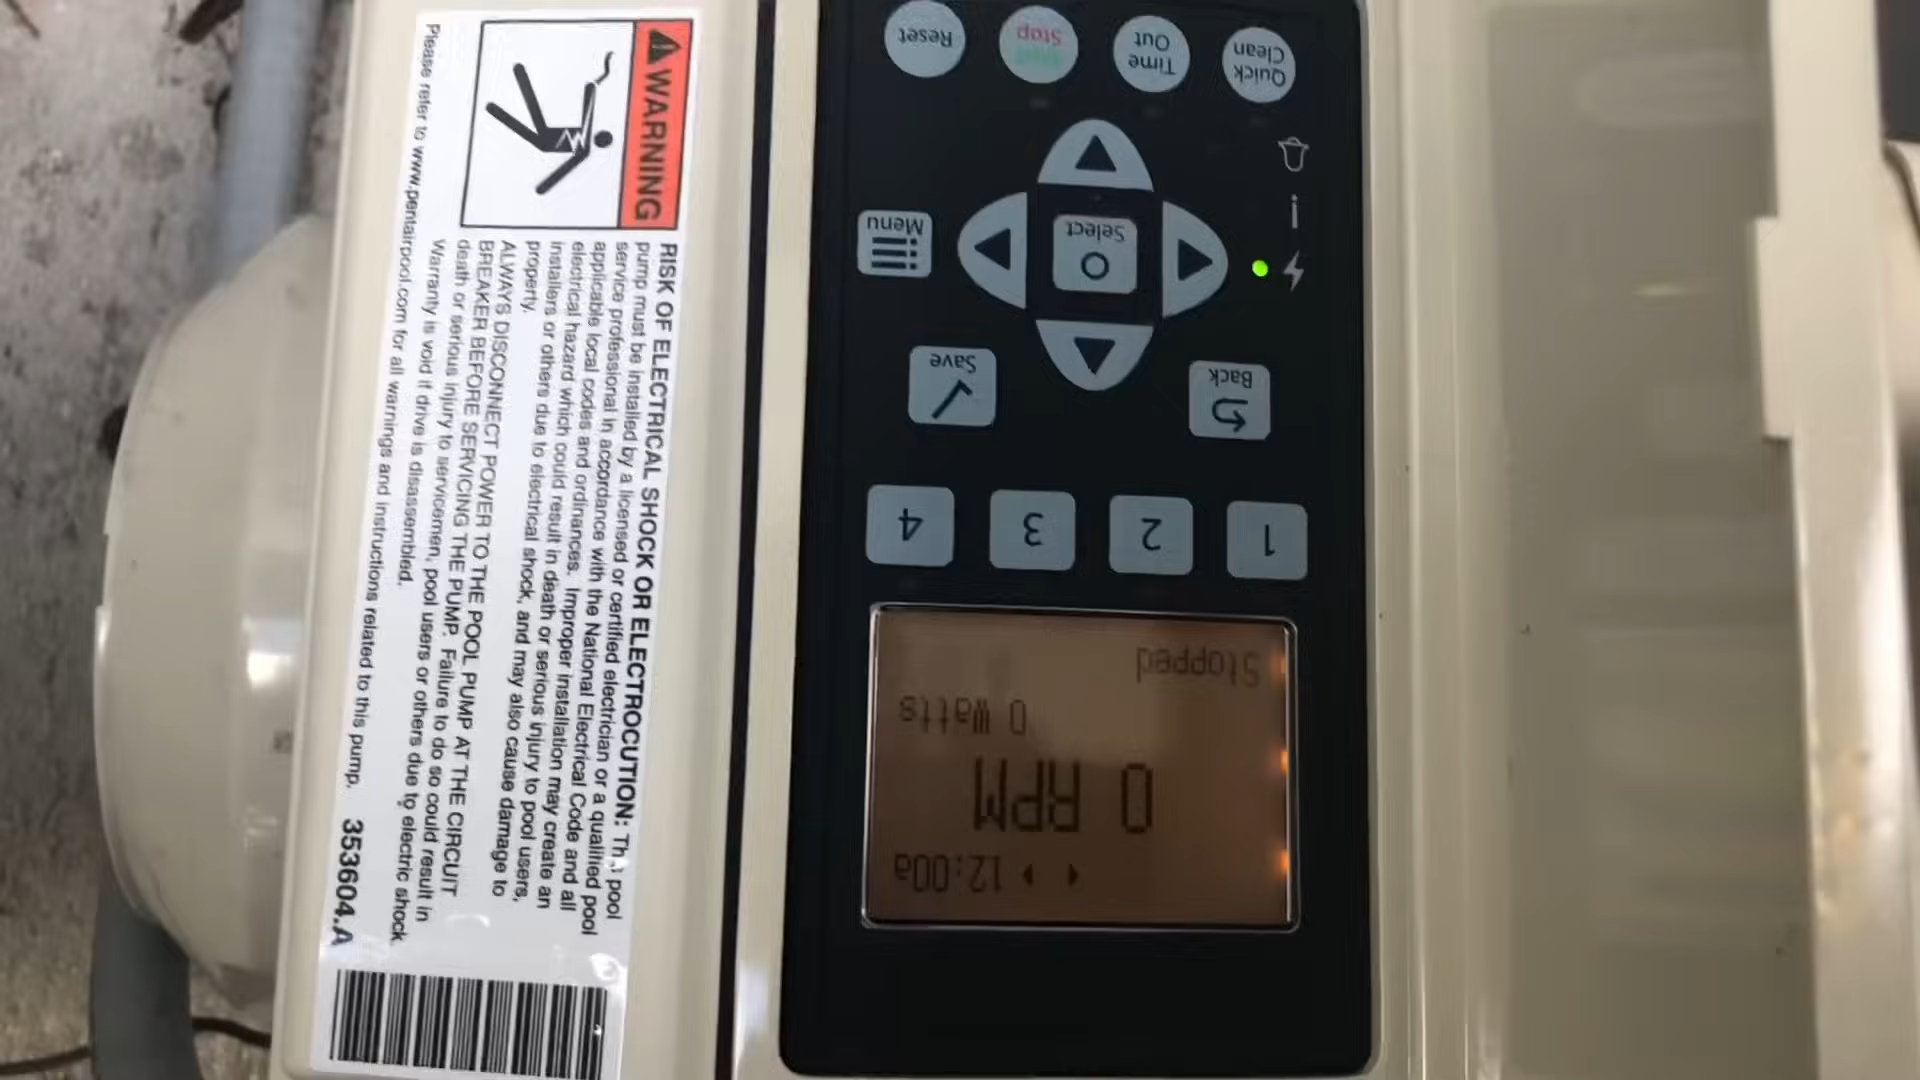 WARNING
RISK OF ELECTRICAL SHOCK OR ELECTROCUTION: This pool
pump must be installed by a licensed or certified electrician or a qualified pool
service professional in accordance with the National Electrical Code and all
applicable local codes and ordinances. Improper installation may create an
electrical hazard which could result in death or serious injury to pool users,
installers or others due to electrical shock, and may also cause damage to
property.
ALWAYS DISCONNECT POWER TO THE POOL PUMP AT THE CIRCUIT
BREAKER BEFORE SERVICING THE PUMP. Failure to do so could result in
death or serious injury to servicemen, pool users or others due to electric shock.
Warranty is void if drive is disassembled.
Please refer to www.pentairpool.com for all warnings and instructions related to this pump. 353604.A
12:00a
0 RPM
0 Watts
Stopped
1 2 3 4
Back Save
Select
Menu
Quick Clean
Time Out
Start Stop
Reset